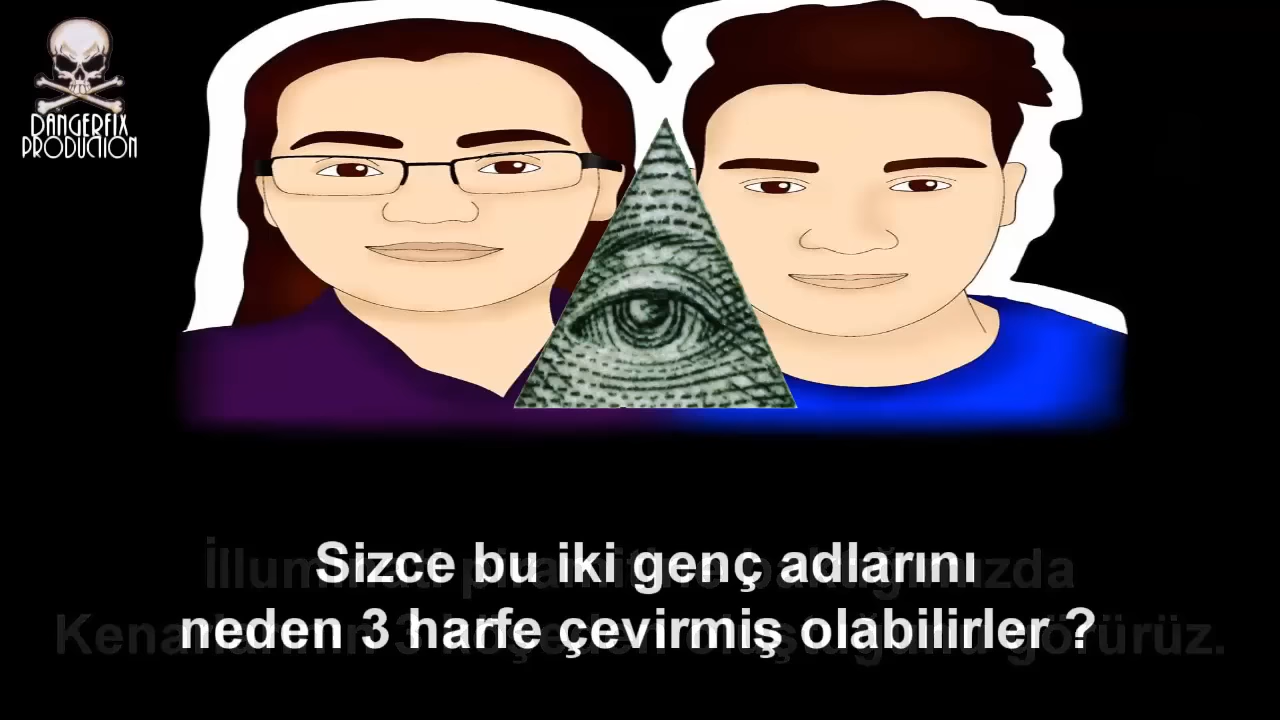 DANGERFIX
PRODUCTION
Sizce bu iki genç adlarını
neden 3 harfe çevirmiş olabilirler ?